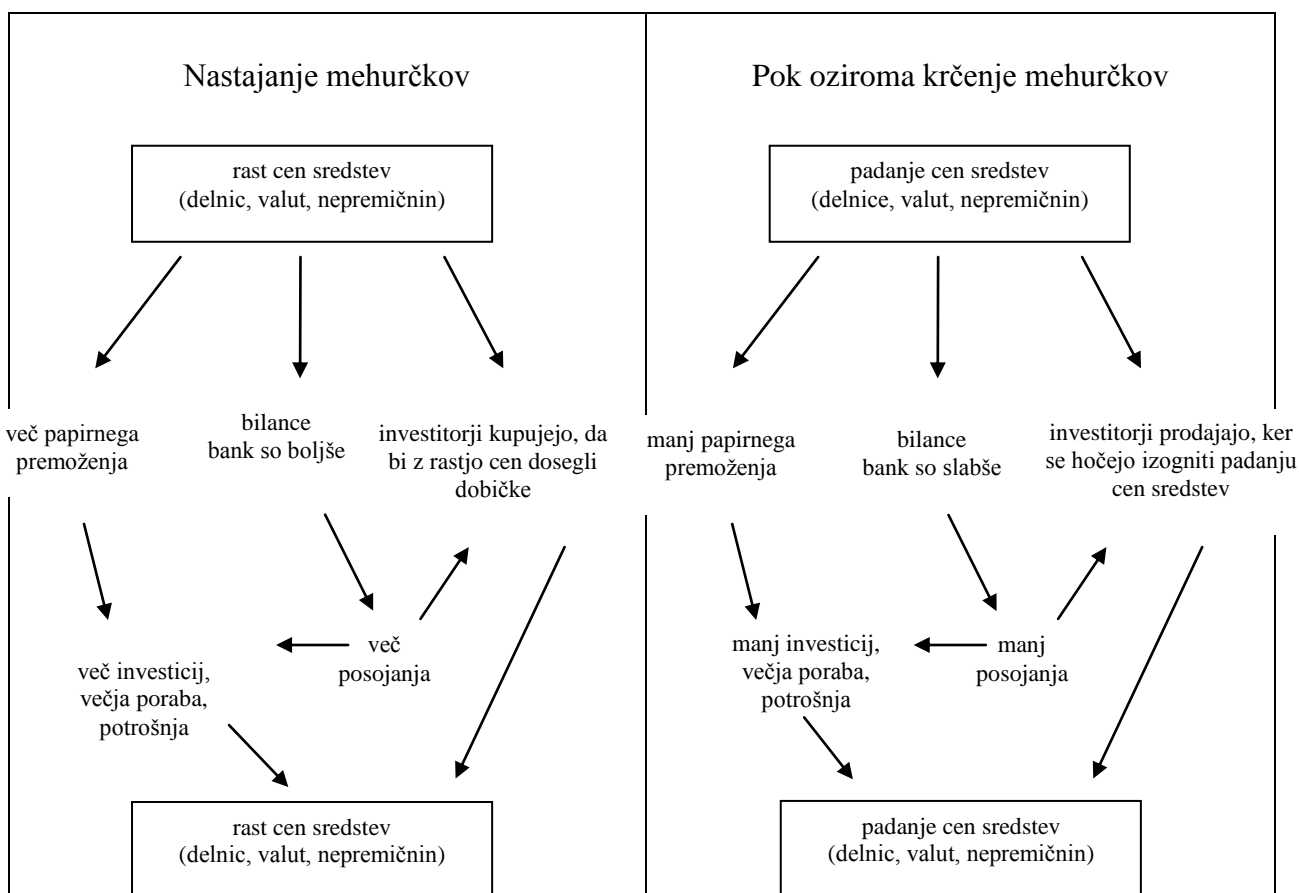 Nastajanje mehurčkov
rast cen sredstev
(delnic, valut, nepremičnin)
več papirnega
premoženja
bilance
bank so boljše
investitorji kupujejo, da
bi z rastjo cen dosegli
dobičke
več
posojanja
več investicij,
večja poraba,
potrošnja
rast cen sredstev
(delnic, valut, nepremičnin)
Pok oziroma krčenje mehurčkov
padanje cen sredstev
(delnice, valut, nepremičnin)
manj papirnega
premoženja
bilance
bank so slabše
investitorji prodajajo, ker
se hočejo izogniti padanju
cen sredstev
manj investicij,
večja poraba,
potrošnja
manj
posojanja
padanje cen sredstev
(delnic, valut, nepremičnin)